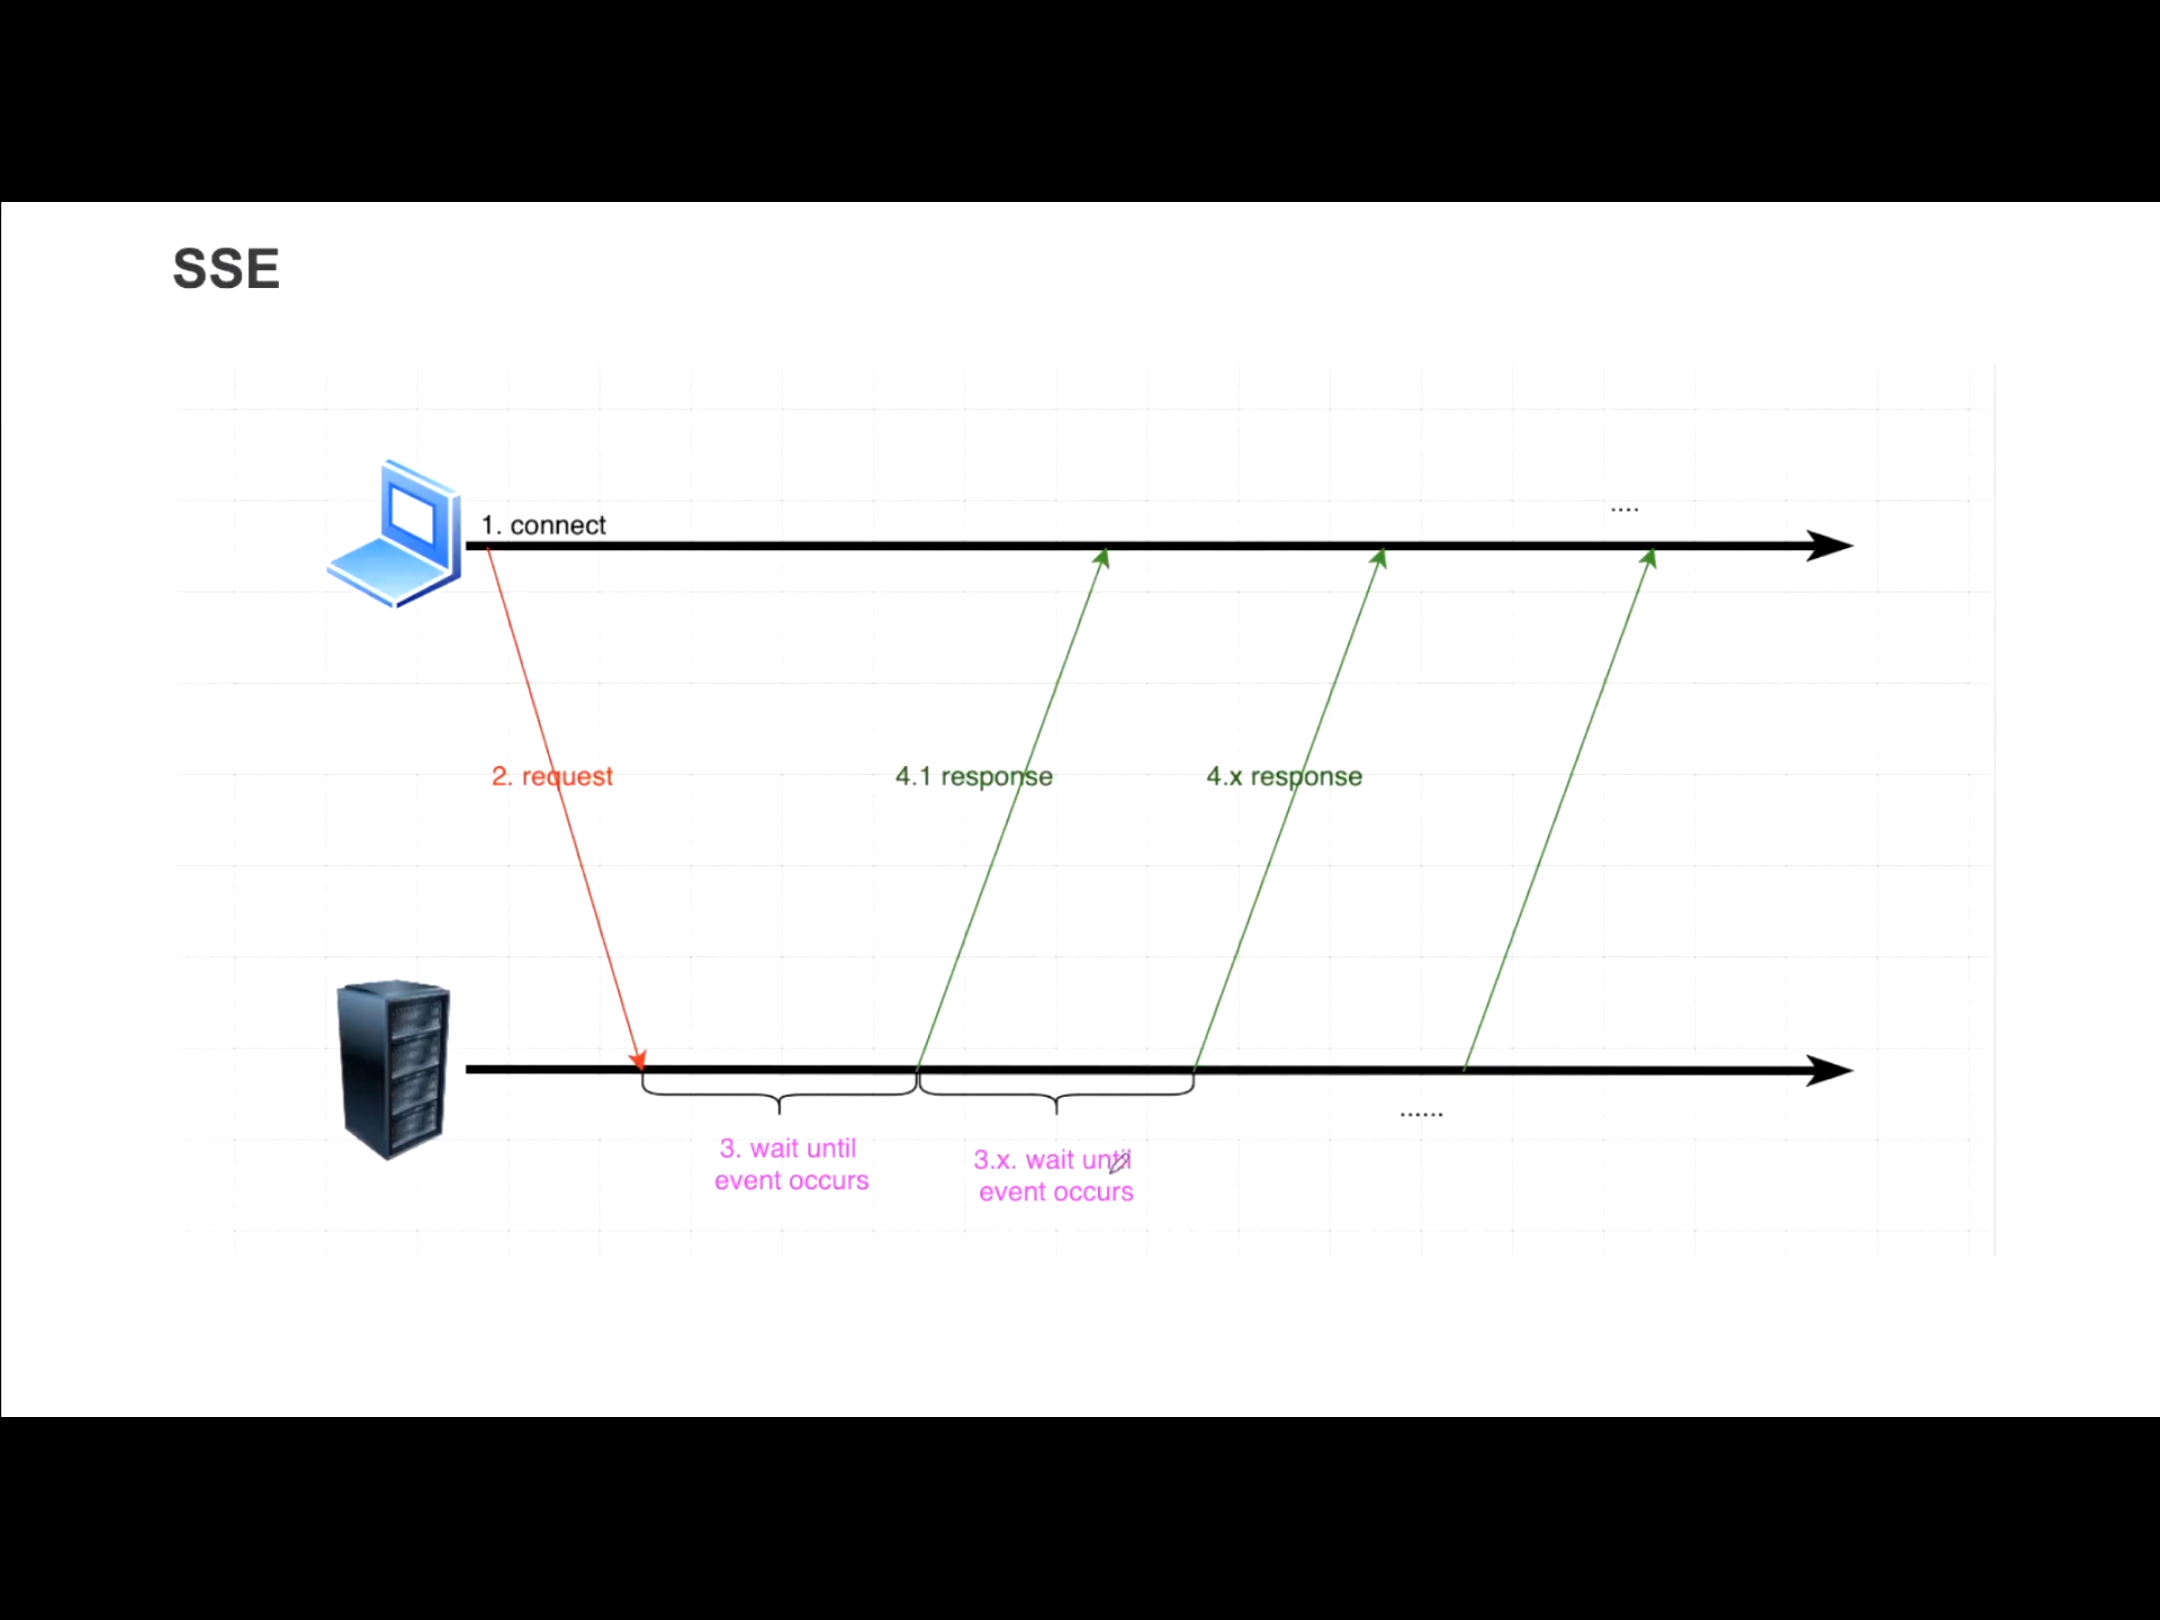 SSE
....
1. connect
2. request
4.1 response
4.x response
......
3. wait until
event occurs
3.x. wait until
event occurs